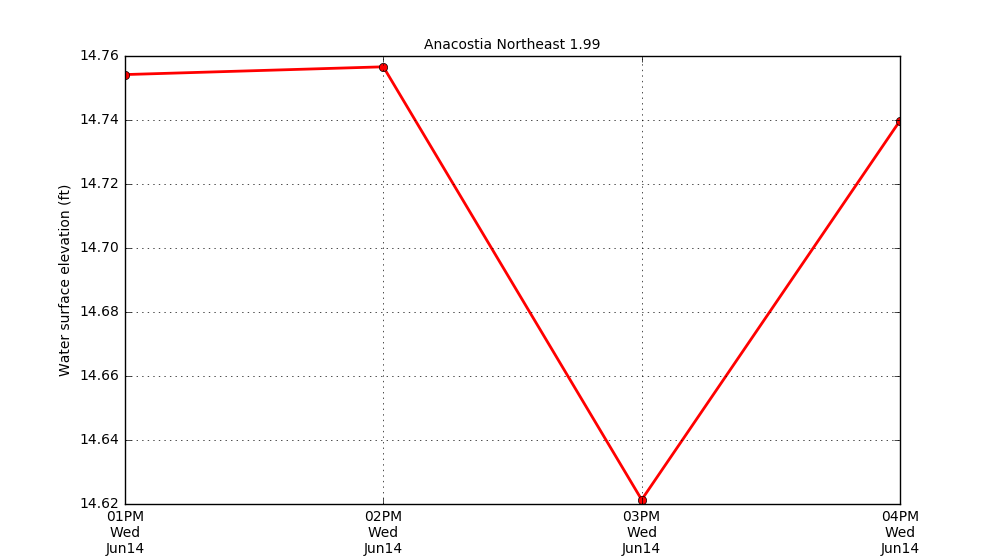 Anacostia Northeast 1.99
Water surface elevation (ft)
14.76
14.74
14.72
14.70
14.68
14.66
14.64
14.62
01PM
Wed
Jun14
02PM
Wed
Jun14
03PM
Wed
Jun14
04PM
Wed
Jun14